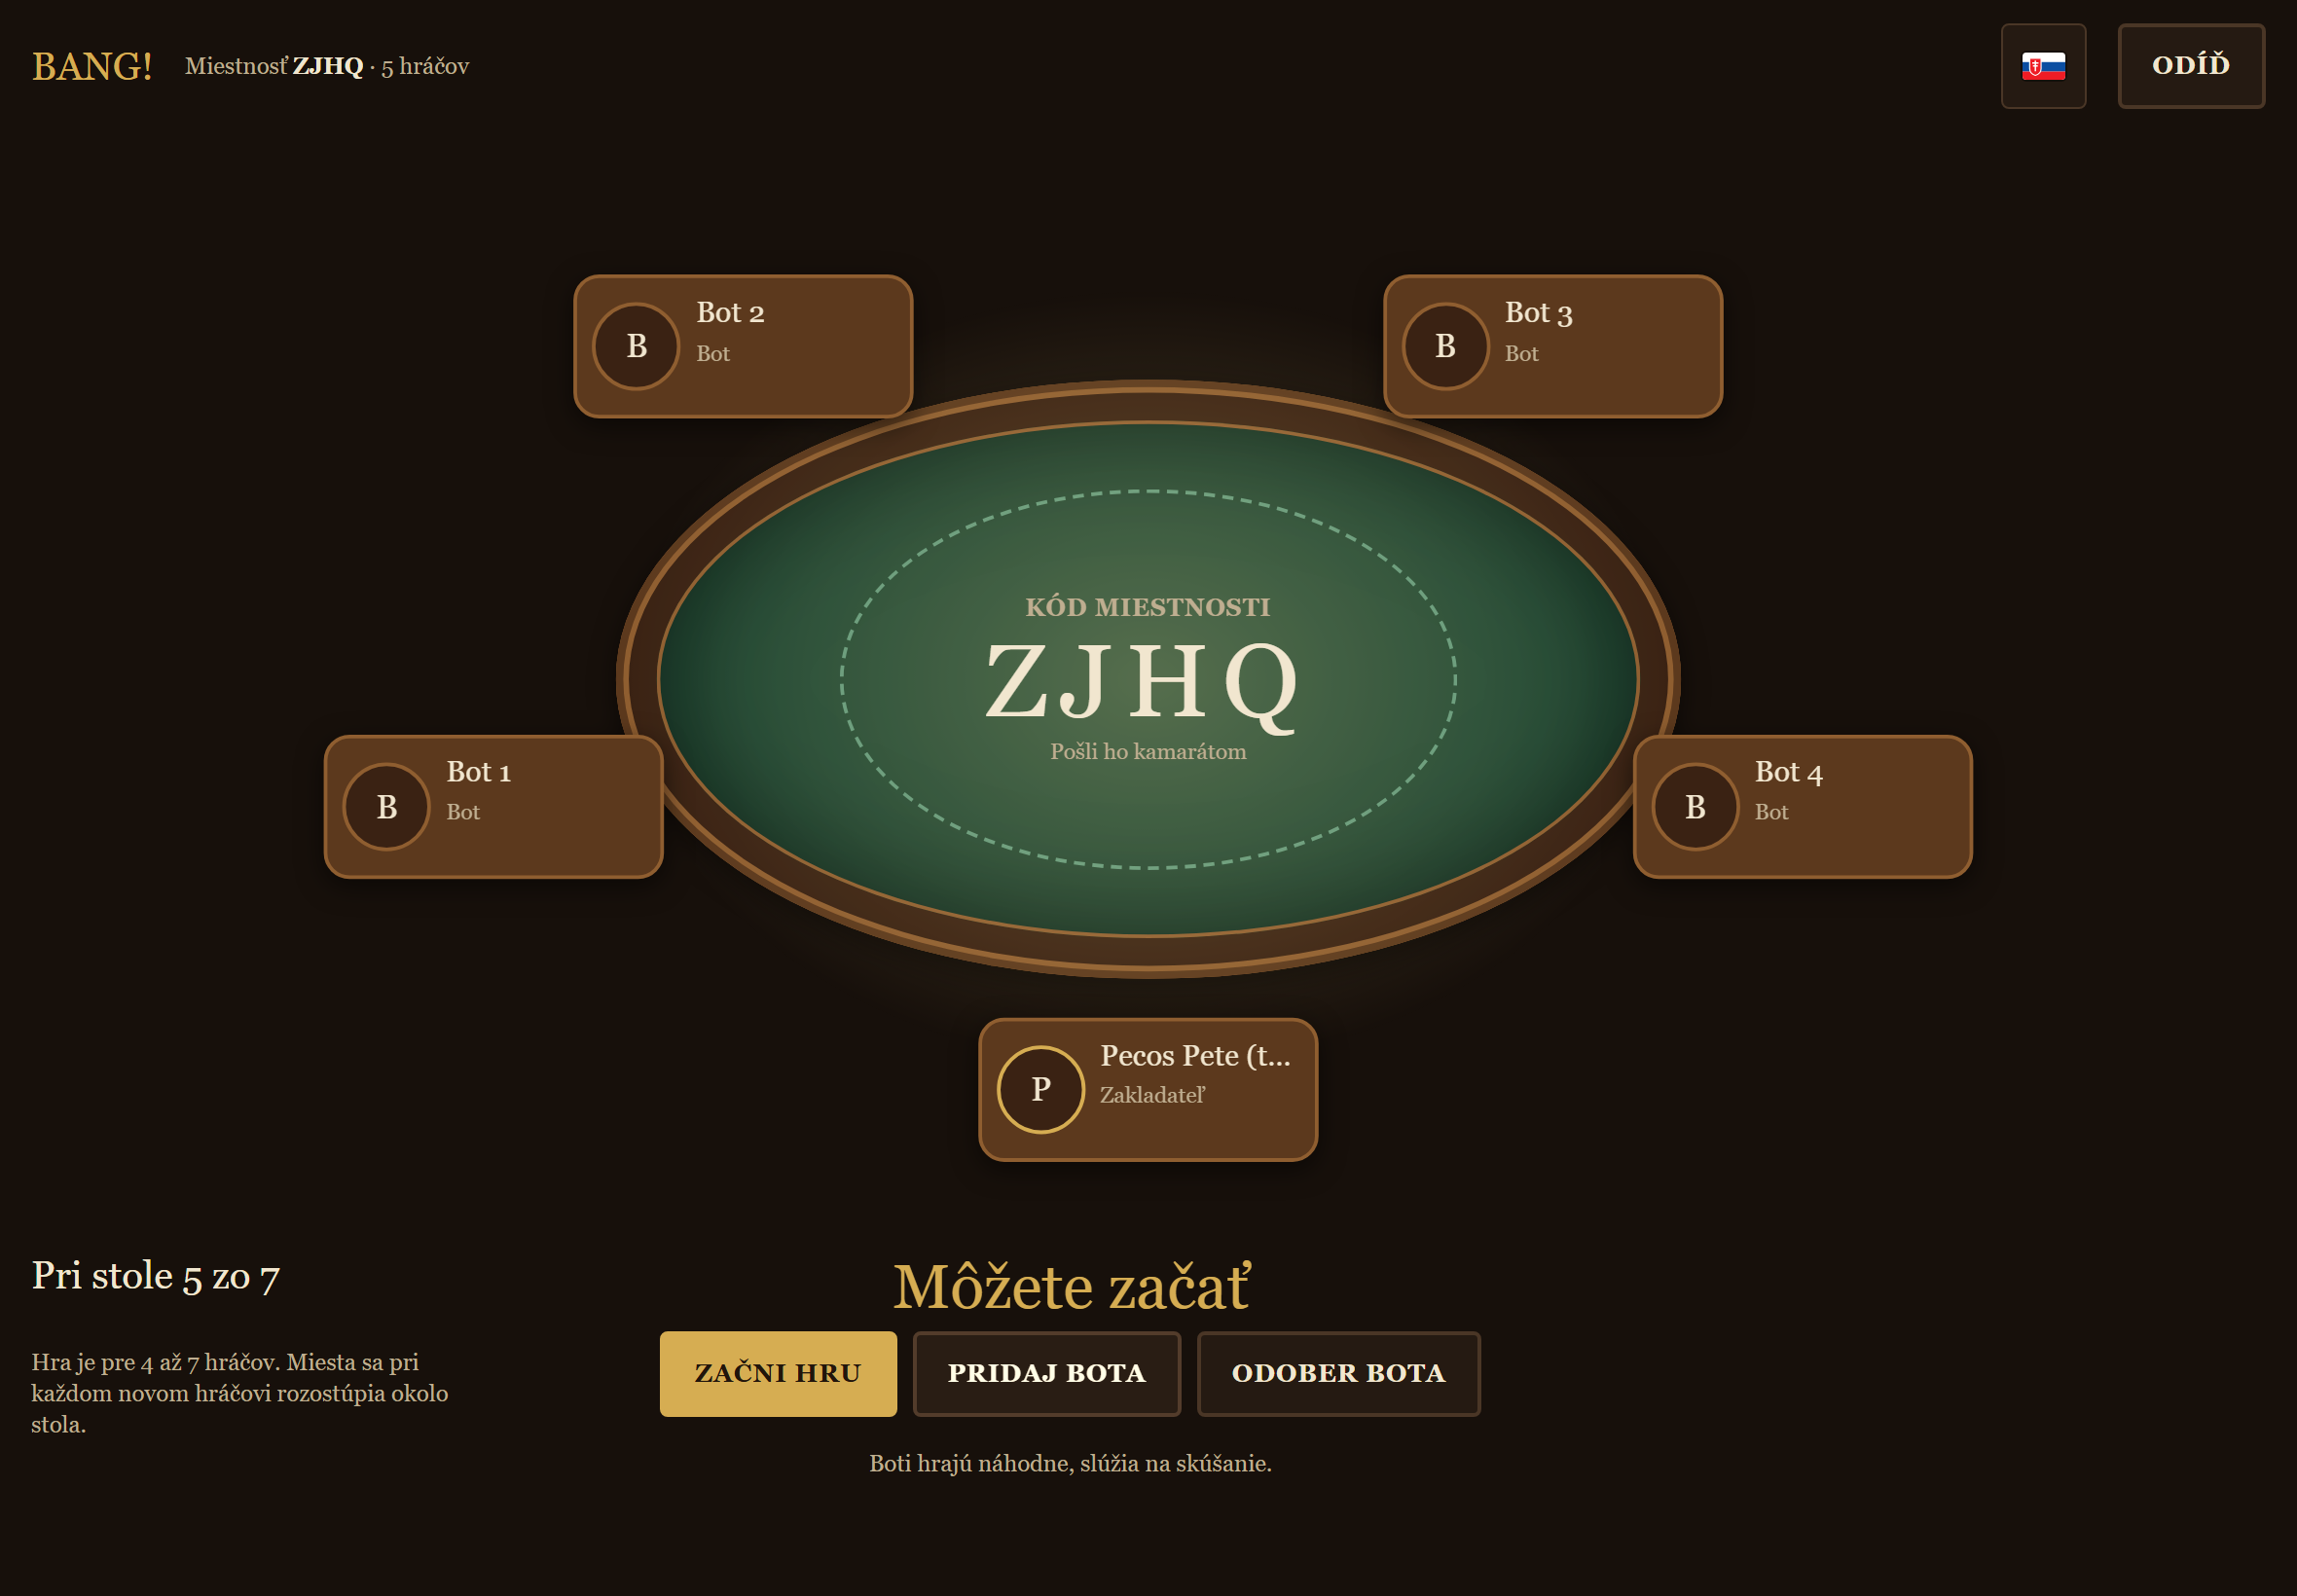 BANG!
Miestnosť ZJHQ · 5 hráčov
ODÍĎ
B
Bot 2
Bot
B
Bot 3
Bot
KÓD MIESTNOSTI
ZJHQ
Pošli ho kamarátom
B
Bot 1
Bot
B
Bot 4
Bot
P
Pecos Pete (t...
Zakladateľ
Pri stole 5 zo 7
Hra je pre 4 až 7 hráčov. Miesta sa pri
každom novom hráčovi rozostúpia okolo
stola.
Môžete začať
ZAČNI HRU
PRIDAJ BOTA
ODOBER BOTA
Boti hrajú náhodne, slúžia na skúšanie.